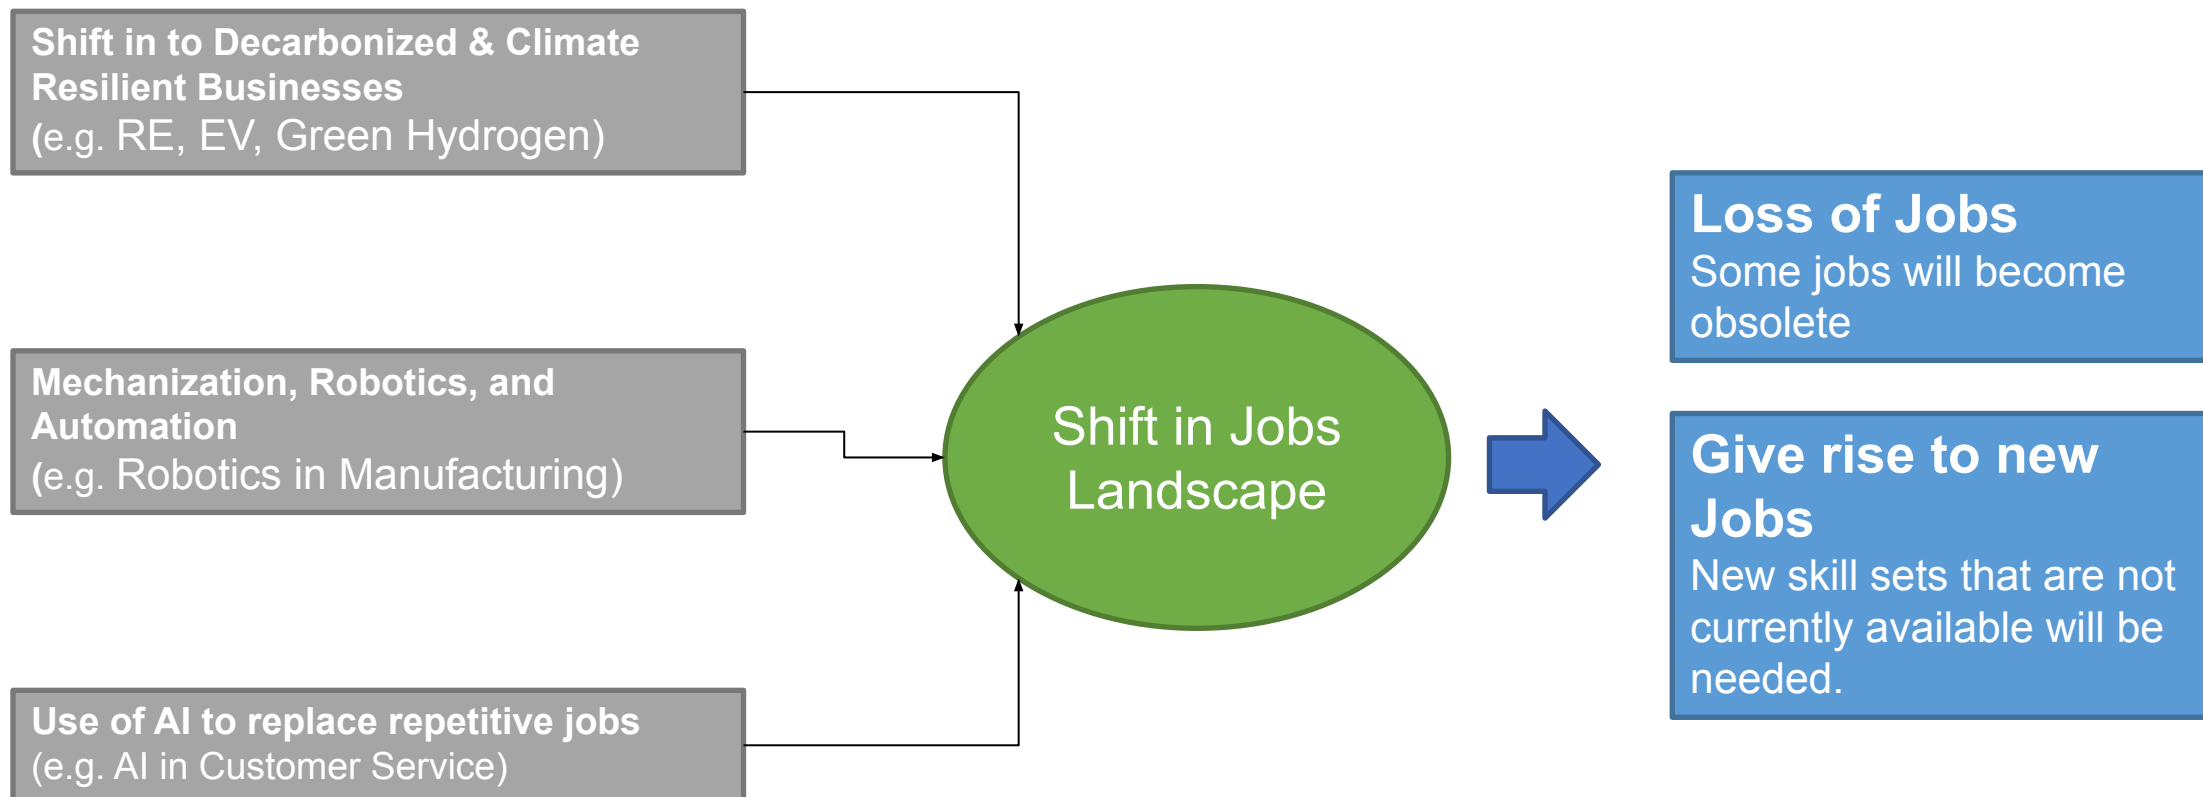 Shift in to Decarbonized & Climate
Resilient Businesses
(e.g. RE, EV, Green Hydrogen)
Mechanization, Robotics, and
Automation
(e.g. Robotics in Manufacturing)
Use of AI to replace repetitive jobs
(e.g. AI in Customer Service)
Shift in Jobs
Landscape
Loss of Jobs
Some jobs will become
obsolete
Give rise to new
Jobs
New skill sets that are not
currently available will be
needed.